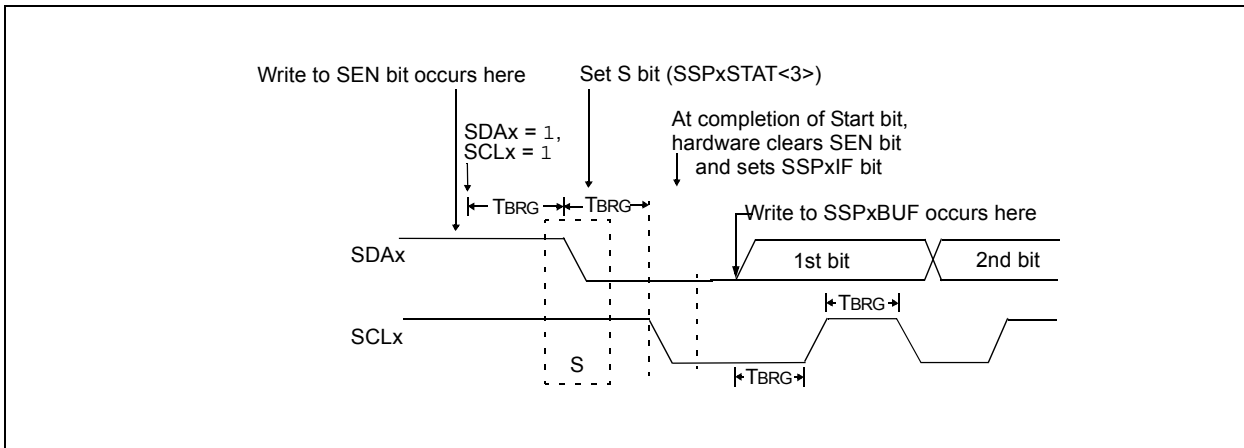 Write to SEN bit occurs here
Set S bit (SSPxSTAT<3>)
SDAx = 1,
SCLx = 1
At completion of Start bit,
hardware clears SEN bit
and sets SSPxIF bit
TBRG
TBRG
Write to SSPxBUF occurs here
SDAx
1st bit
2nd bit
TBRG
SCLx
S
TBRG